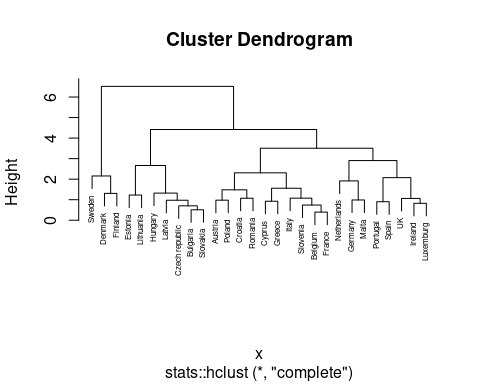 Cluster Dendrogram
Height
0
2
4
6
Sweden
Denmark
Finland
Estonia
Lithuania
Hungary
Latvia
Czech republic
Bulgaria
Slovakia
Austria
Poland
Croatia
Romania
Cyprus
Greece
Italy
Slovenia
Belgium
France
Netherlands
Germany
Malta
Portugal
Spain
UK
Ireland
Luxemburg
x
stats::hclust (*, "complete")